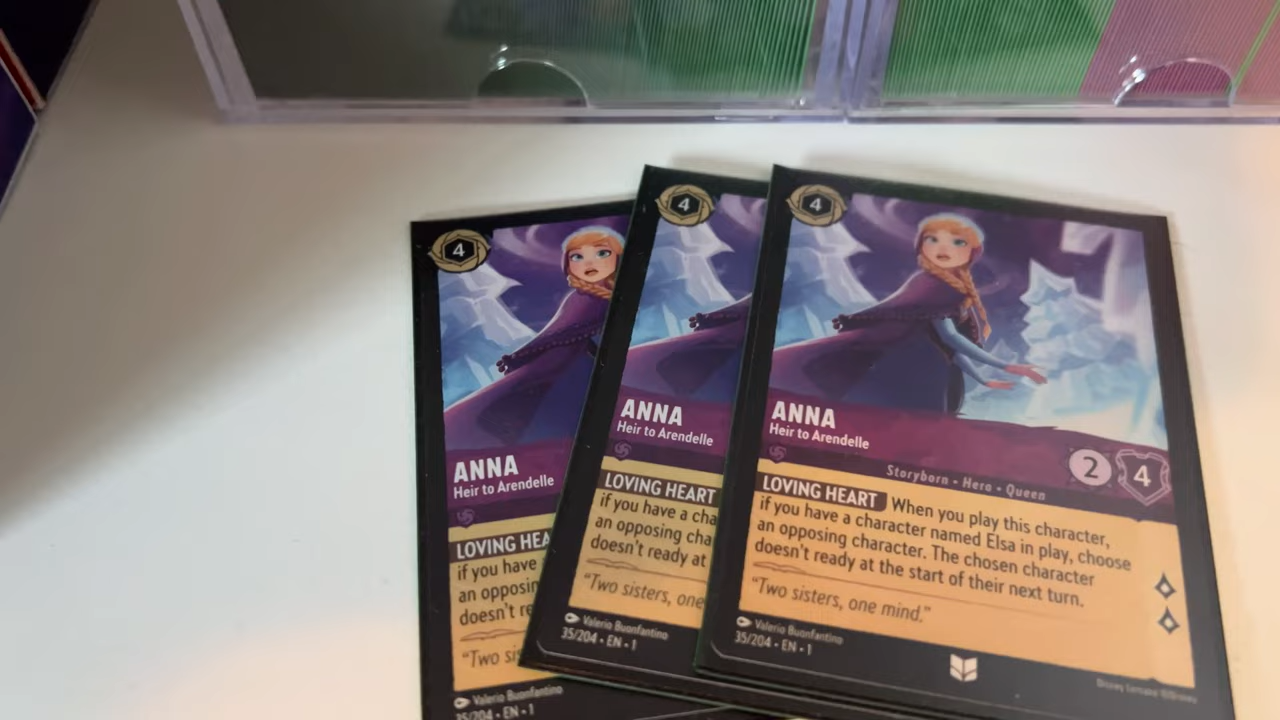 4
ANNA
Heir to Arendelle
LOVING HEA
if you have
an opposin
doesn't re
"Two sis
Valerio Buonfantino
35/204 • EN • 1
4
ANNA
Heir to Arendelle
LOVING HEART
if you have a cha
an opposing cha
doesn't ready at
"Two sisters, one
Valerio Buonfantino
35/204 • EN • 1
4
ANNA
Heir to Arendelle
2 4
Storyborn • Hero • Queen
LOVING HEART When you play this character,
if you have a character named Elsa in play, choose
an opposing character. The chosen character
doesn't ready at the start of their next turn.
"Two sisters, one mind."
Valerio Buonfantino
35/204 • EN • 1